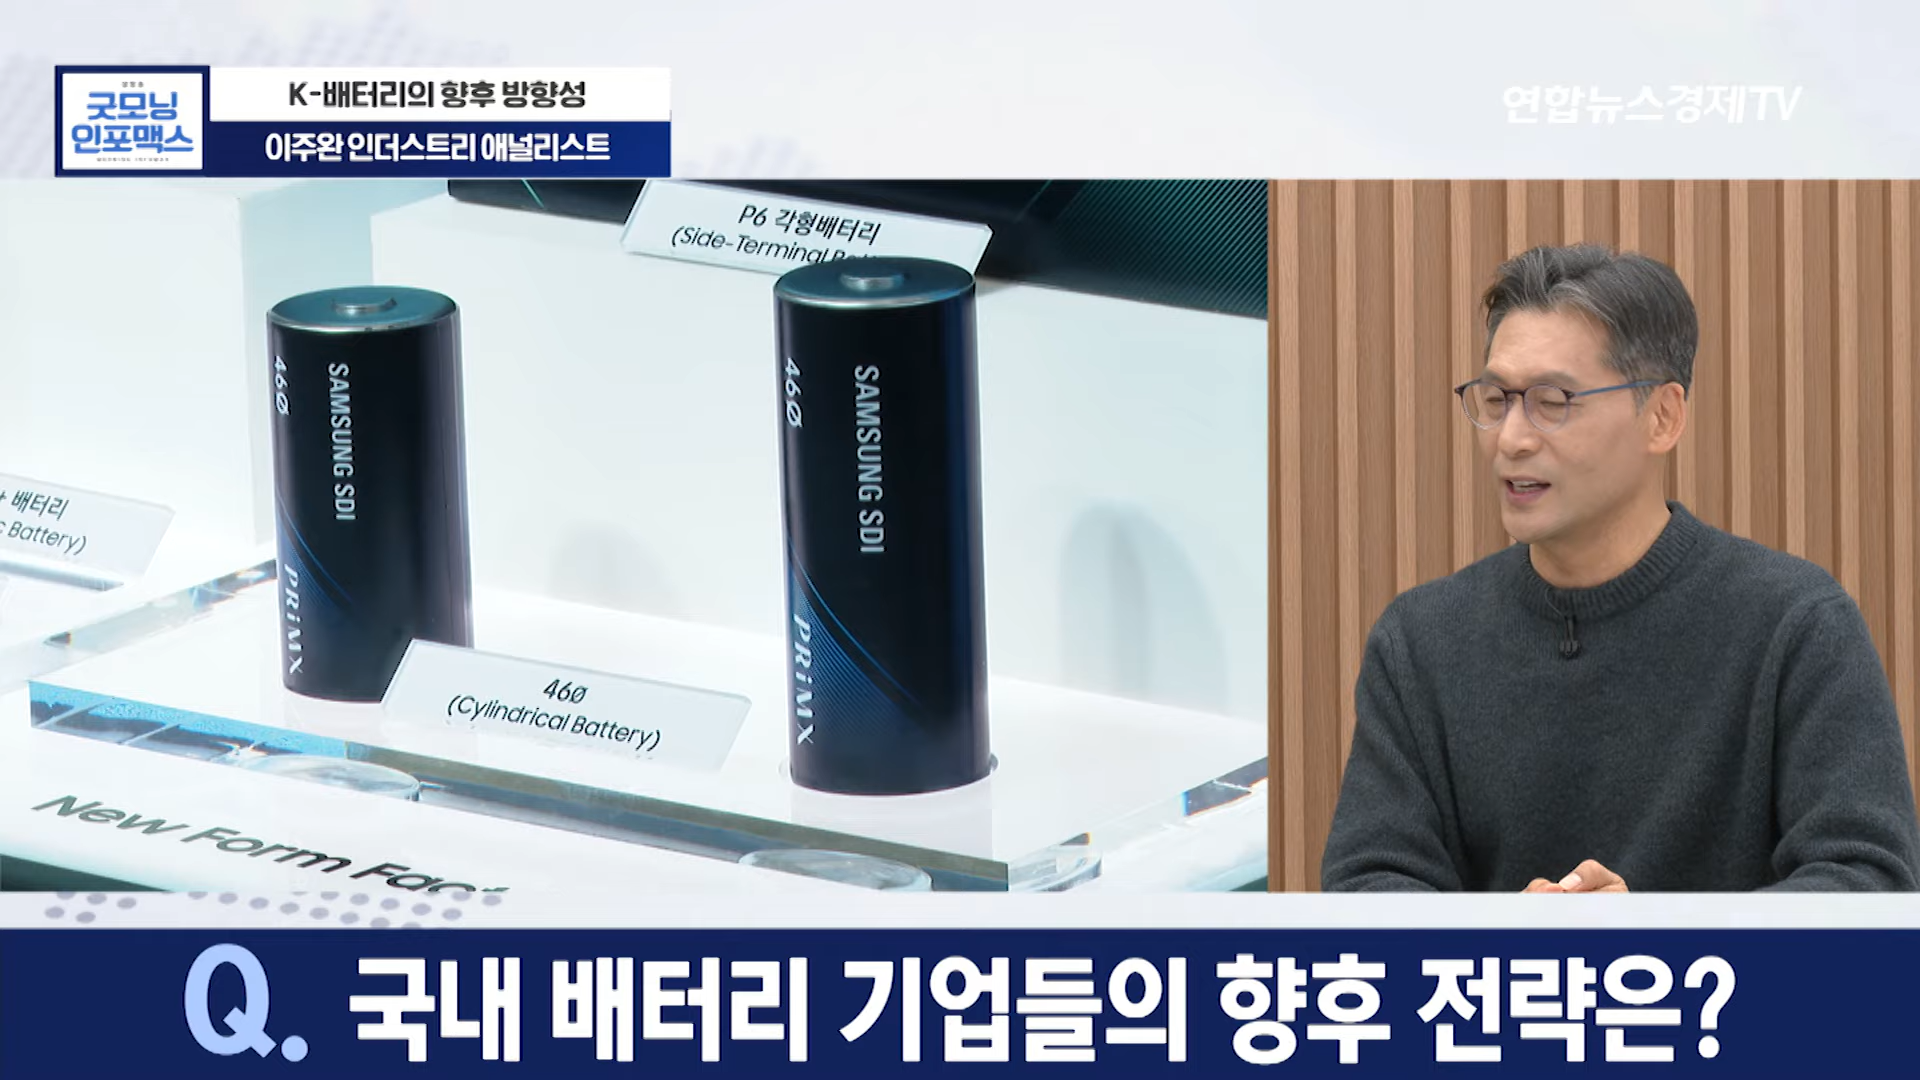 굿모닝
인포맥스
K-배터리의 향후 방향성
이주완 인더스트리 애널리스트
연합뉴스경제TV
P6 각형배터리
(Side-Terminal
배터리
Battery)
460
SAMSUNG SDI
PRiMX
460
SAMSUNG SDI
PRiMX
46Ø
(Cylindrical Battery)
New Form
Q. 국내 배터리 기업들의 향후 전략은?